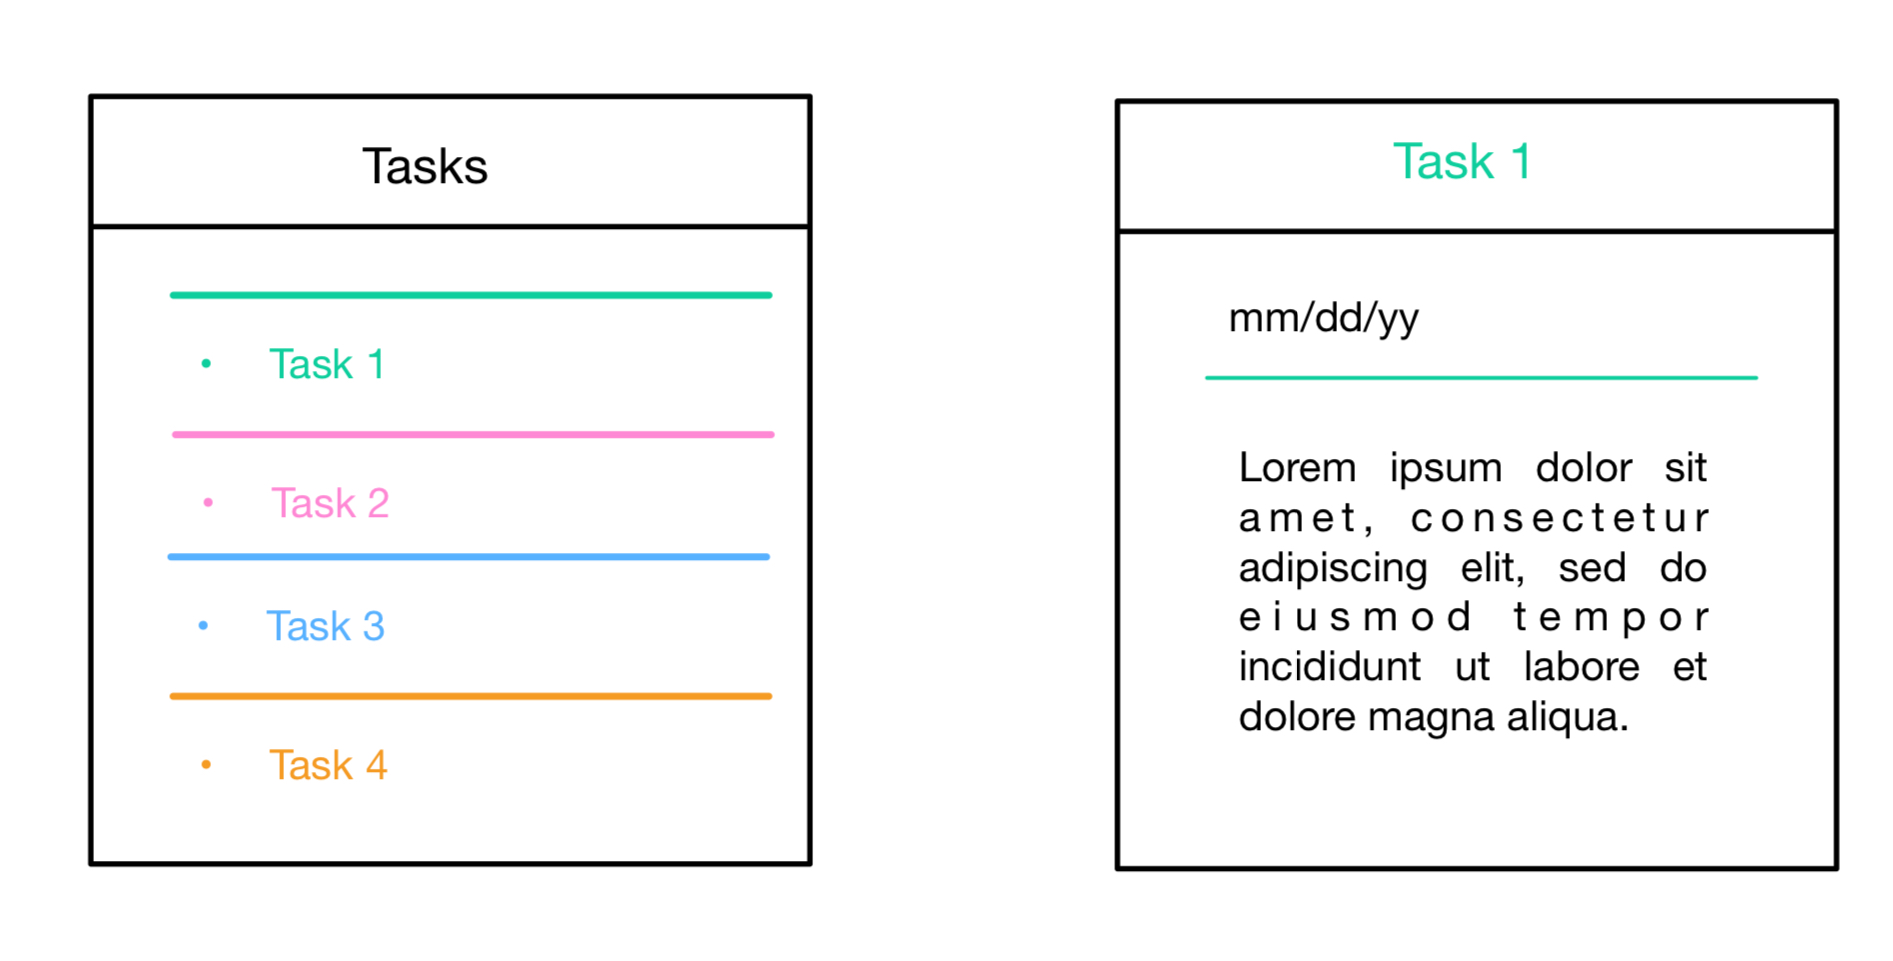 Tasks
• Task 1
• Task 2
• Task 3
• Task 4
Task 1
mm/dd/yy
Lorem ipsum dolor sit
amet, consectetur
adipiscing elit, sed do
eiusmod tempor
incididunt ut labore et
dolore magna aliqua.